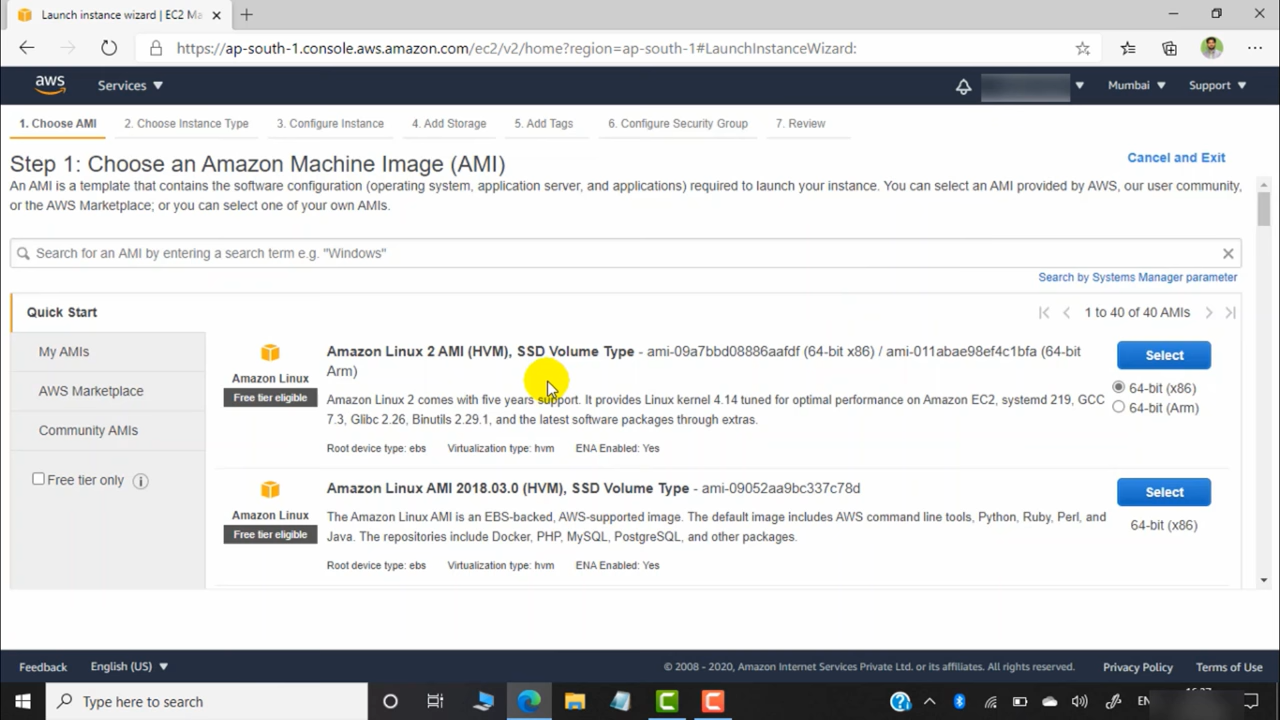 Launch instance wizard | EC2 Ma
https://ap-south-1.console.aws.amazon.com/ec2/v2/home?region=ap-south-1#LaunchInstanceWizard:
aws Services Mumbai Support
1. Choose AMI 2. Choose Instance Type 3. Configure Instance 4. Add Storage 5. Add Tags 6. Configure Security Group 7. Review
Step 1: Choose an Amazon Machine Image (AMI)
Cancel and Exit
An AMI is a template that contains the software configuration (operating system, application server, and applications) required to launch your instance. You can select an AMI provided by AWS, our user community,
or the AWS Marketplace; or you can select one of your own AMIs.
Search for an AMI by entering a search term e.g. "Windows"
Search by Systems Manager parameter
Quick Start
1 to 40 of 40 AMIs
My AMIs
AWS Marketplace
Community AMIs
Free tier only
Amazon Linux
Free tier eligible
Amazon Linux 2 AMI (HVM), SSD Volume Type - ami-09a7bbd08886aafdf (64-bit x86) / ami-011abae98ef4c1bfa (64-bit
Arm)
Amazon Linux 2 comes with five years support. It provides Linux kernel 4.14 tuned for optimal performance on Amazon EC2, systemd 219, GCC
7.3, Glibc 2.26, Binutils 2.29.1, and the latest software packages through extras.
Root device type: ebs Virtualization type: hvm ENA Enabled: Yes
Select
64-bit (x86)
64-bit (Arm)
Amazon Linux
Free tier eligible
Amazon Linux AMI 2018.03.0 (HVM), SSD Volume Type - ami-09052aa9bc337c78d
The Amazon Linux AMI is an EBS-backed, AWS-supported image. The default image includes AWS command line tools, Python, Ruby, Perl, and
Java. The repositories include Docker, PHP, MySQL, PostgreSQL, and other packages.
Root device type: ebs Virtualization type: hvm ENA Enabled: Yes
Select
64-bit (x86)
Feedback English (US) © 2008 - 2020, Amazon Internet Services Private Ltd. or its affiliates. All rights reserved. Privacy Policy Terms of Use
Type here to search